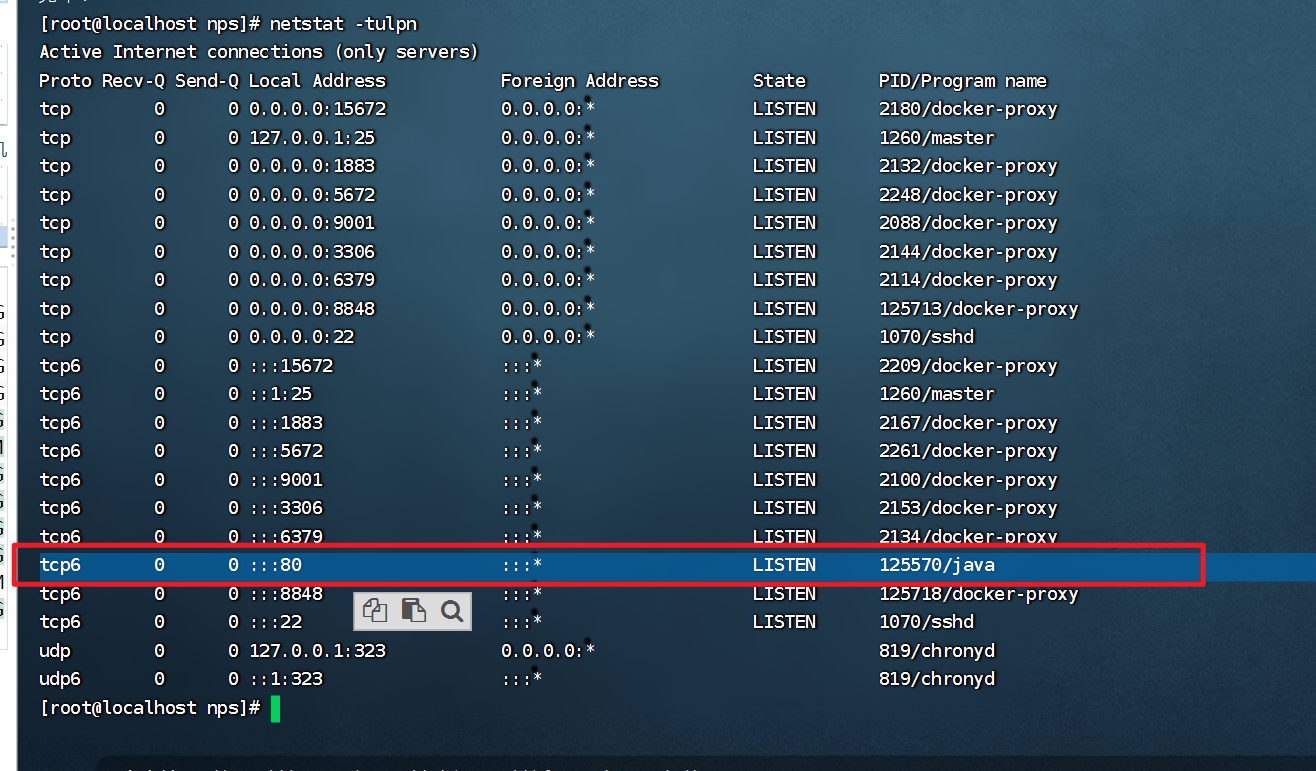 [root@localhost nps]# netstat -tulpn
Active Internet connections (only servers)
Proto Recv-Q Send-Q Local Address           Foreign Address         State       PID/Program name
tcp        0      0 0.0.0.0:15672           0.0.0.0:*               LISTEN      2180/docker-proxy
tcp        0      0 127.0.0.1:25            0.0.0.0:*               LISTEN      1260/master
tcp        0      0 0.0.0.0:1883            0.0.0.0:*               LISTEN      2132/docker-proxy
tcp        0      0 0.0.0.0:5672            0.0.0.0:*               LISTEN      2248/docker-proxy
tcp        0      0 0.0.0.0:9001            0.0.0.0:*               LISTEN      2088/docker-proxy
tcp        0      0 0.0.0.0:3306            0.0.0.0:*               LISTEN      2144/docker-proxy
tcp        0      0 0.0.0.0:6379            0.0.0.0:*               LISTEN      2114/docker-proxy
tcp        0      0 0.0.0.0:8848            0.0.0.0:*               LISTEN      125713/docker-proxy
tcp        0      0 0.0.0.0:22              0.0.0.0:*               LISTEN      1070/sshd
tcp6       0      0 :::15672                :::*                    LISTEN      2209/docker-proxy
tcp6       0      0 ::1:25                  :::*                    LISTEN      1260/master
tcp6       0      0 :::1883                 :::*                    LISTEN      2167/docker-proxy
tcp6       0      0 :::5672                 :::*                    LISTEN      2261/docker-proxy
tcp6       0      0 :::9001                 :::*                    LISTEN      2100/docker-proxy
tcp6       0      0 :::3306                 :::*                    LISTEN      2153/docker-proxy
tcp6       0      0 :::6379                 :::*                    LISTEN      2134/docker-proxy
tcp6       0      0 :::80                   :::*                    LISTEN      125570/java
tcp6       0      0 :::8848                 :::*                    LISTEN      125718/docker-proxy
tcp6       0      0 :::22                   :::*                    LISTEN      1070/sshd
udp        0      0 127.0.0.1:323           0.0.0.0:*                           819/chronyd
udp6       0      0 ::1:323                 :::*                                819/chronyd
[root@localhost nps]#